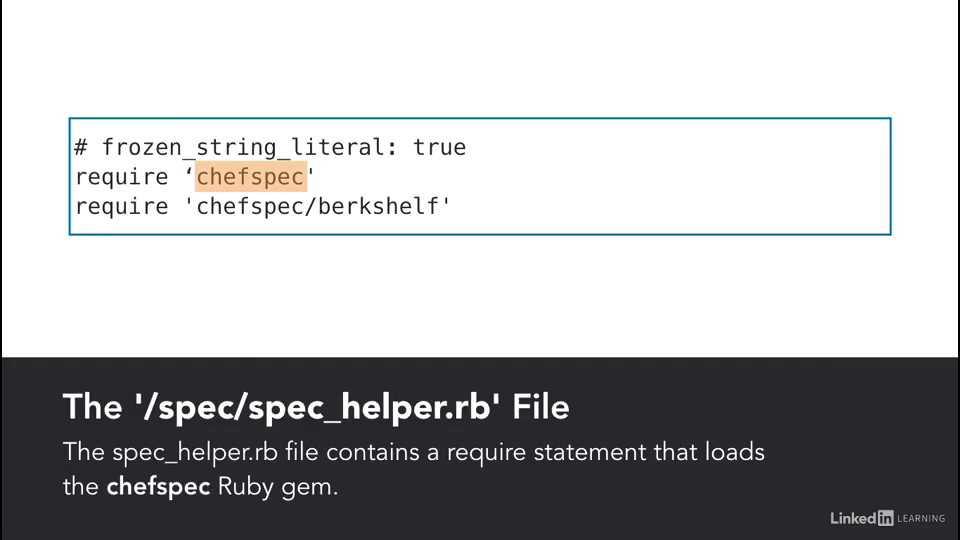 # frozen_string_literal: true
require ‘chefspec'
require 'chefspec/berkshelf'
The '/spec/spec_helper.rb' File
The spec_helper.rb file contains a require statement that loads
the chefspec Ruby gem.
Linked in LEARNING